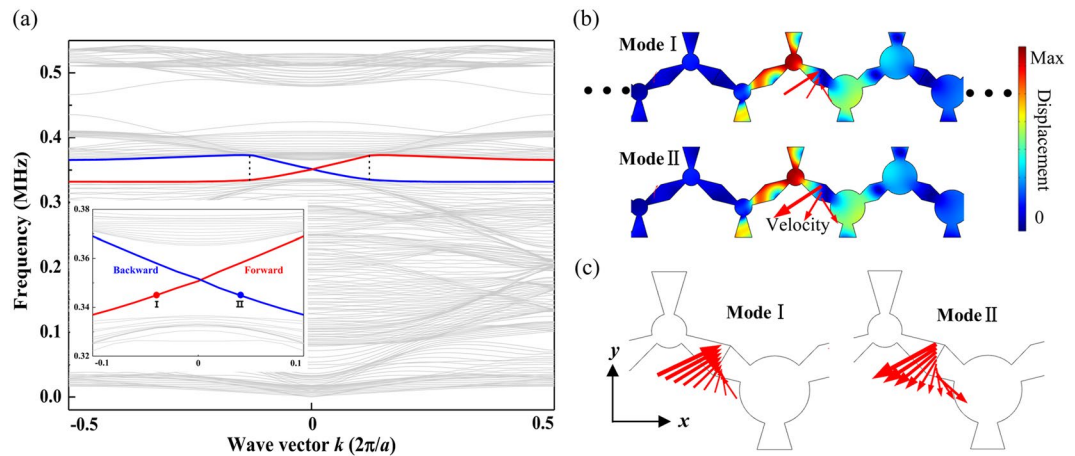 (a)
0.5
0.4
0.3
0.2
0.1
0.0
Frequency (MHz)
-0.5
0
0.5
Wave vector k (2π/a)
0.38
0.36
0.34
0.32
-0.1
0
0.1
Backward
Forward
I
II
(b)
Mode I
Mode II
Velocity
Max
Displacement
0
(c)
Mode I
Mode II
y
x